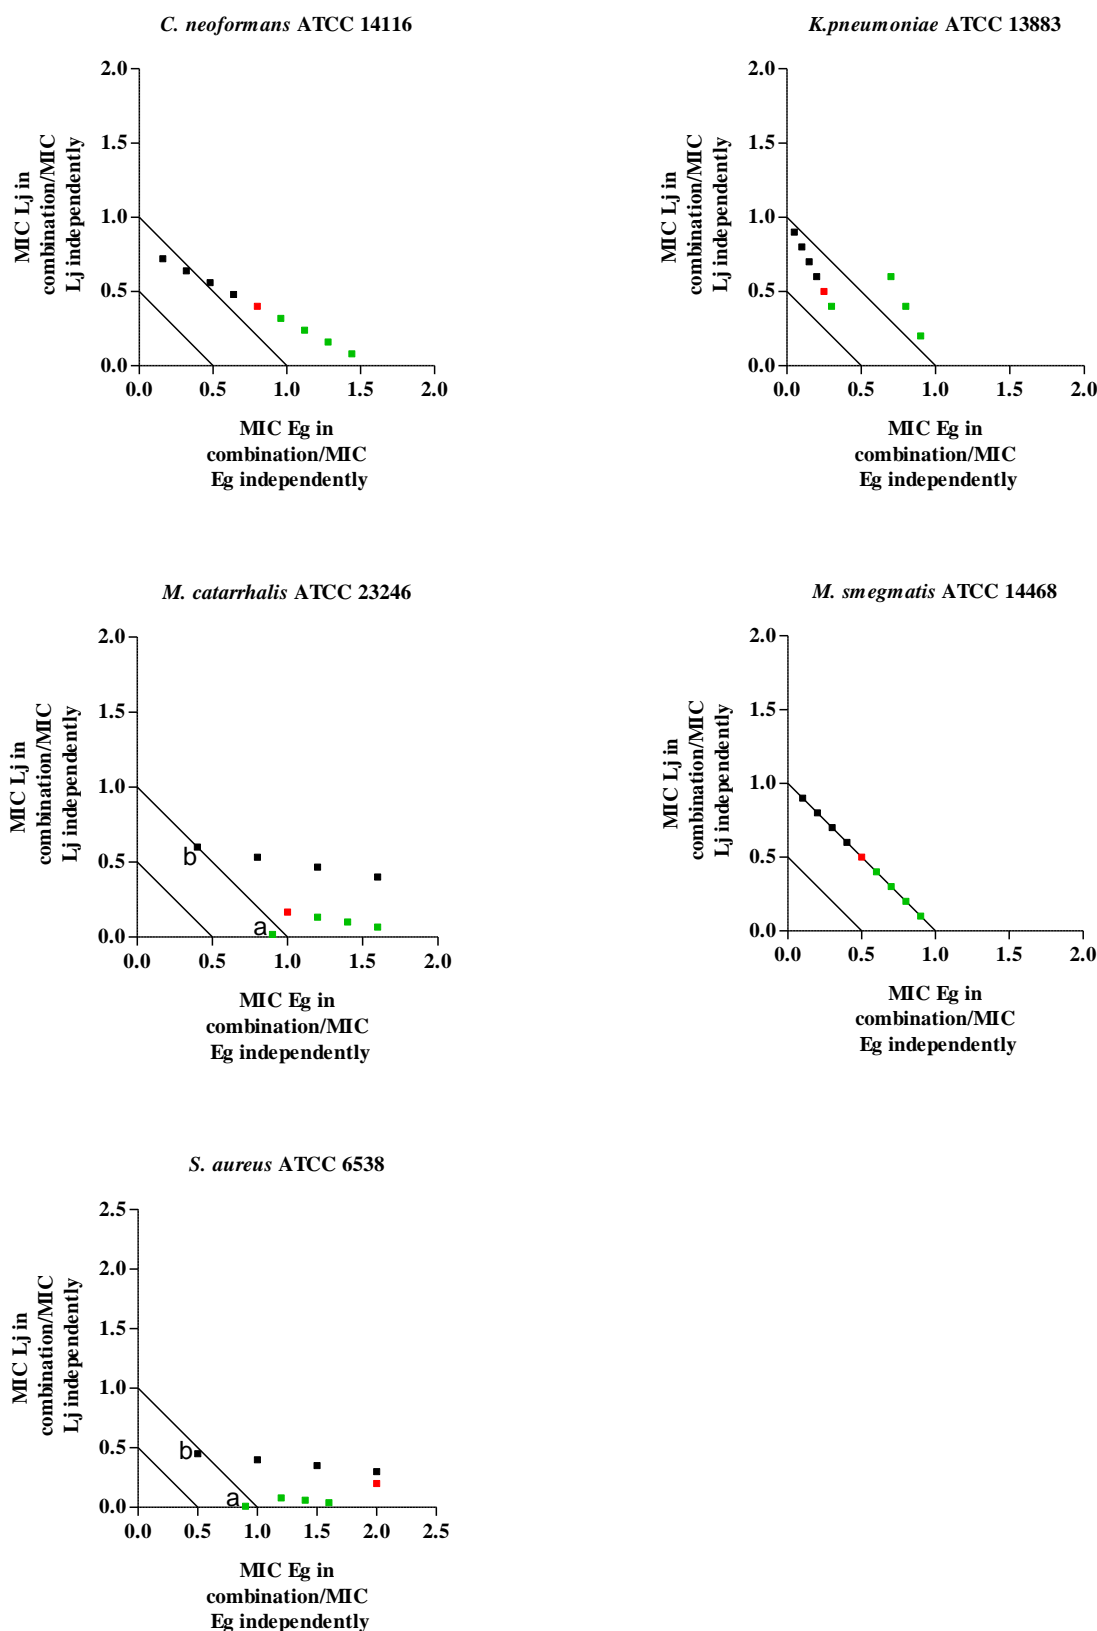 C. neoformans ATCC 14116
2.0
1.5
1.0
0.5
0.0
0.0 0.5 1.0 1.5 2.0
MIC Lj in
combination/MIC
Lj independently
MIC Eg in
combination/MIC
Eg independently
K.pneumoniae ATCC 13883
2.0
1.5
1.0
0.5
0.0
0.0 0.5 1.0 1.5 2.0
MIC Lj in
combination/MIC
Lj independently
MIC Eg in
combination/MIC
Eg independently
M. catarrhalis ATCC 23246
2.0
1.5
1.0
0.5
0.0
b
a
0.0 0.5 1.0 1.5 2.0
MIC Lj in
combination/MIC
Lj independently
MIC Eg in
combination/MIC
Eg independently
M. smegmatis ATCC 14468
2.0
1.5
1.0
0.5
0.0
0.0 0.5 1.0 1.5 2.0
MIC Lj in
combination/MIC
Lj independently
MIC Eg in
combination/MIC
Eg independently
S. aureus ATCC 6538
2.5
2.0
1.5
1.0
0.5
0.0
b
a
0.0 0.5 1.0 1.5 2.0 2.5
MIC Lj in
combination/MIC
Lj independently
MIC Eg in
combination/MIC
Eg independently